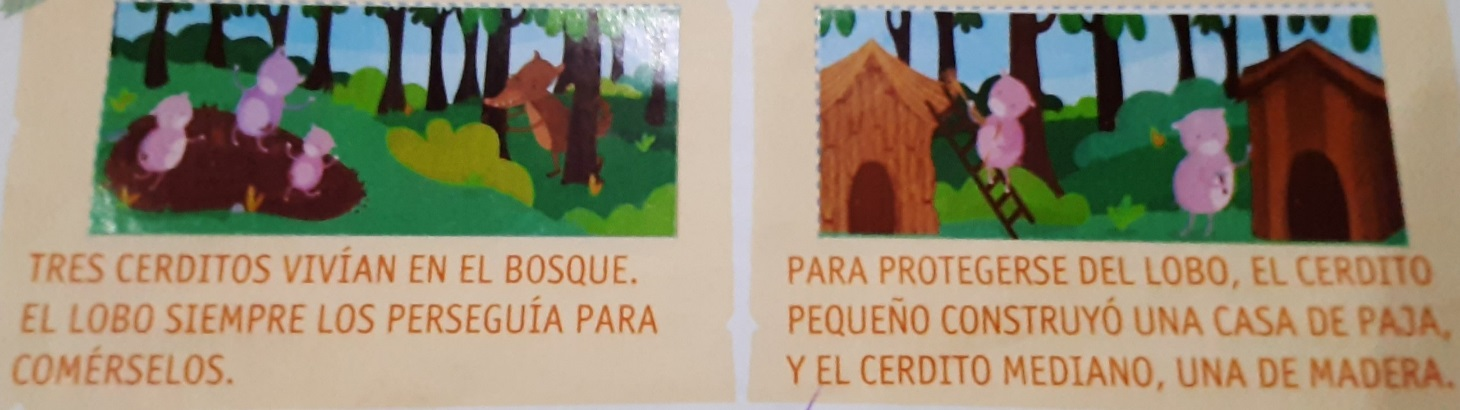 TRES CERDITOS VIVÍAN EN EL BOSQUE.
EL LOBO SIEMPRE LOS PERSEGUÍA PARA
COMÉRSELOS.
PARA PROTEGERSE DEL LOBO, EL CERDITO
PEQUEÑO CONSTRUYÓ UNA CASA DE PAJA,
Y EL CERDITO MEDIANO, UNA DE MADERA.